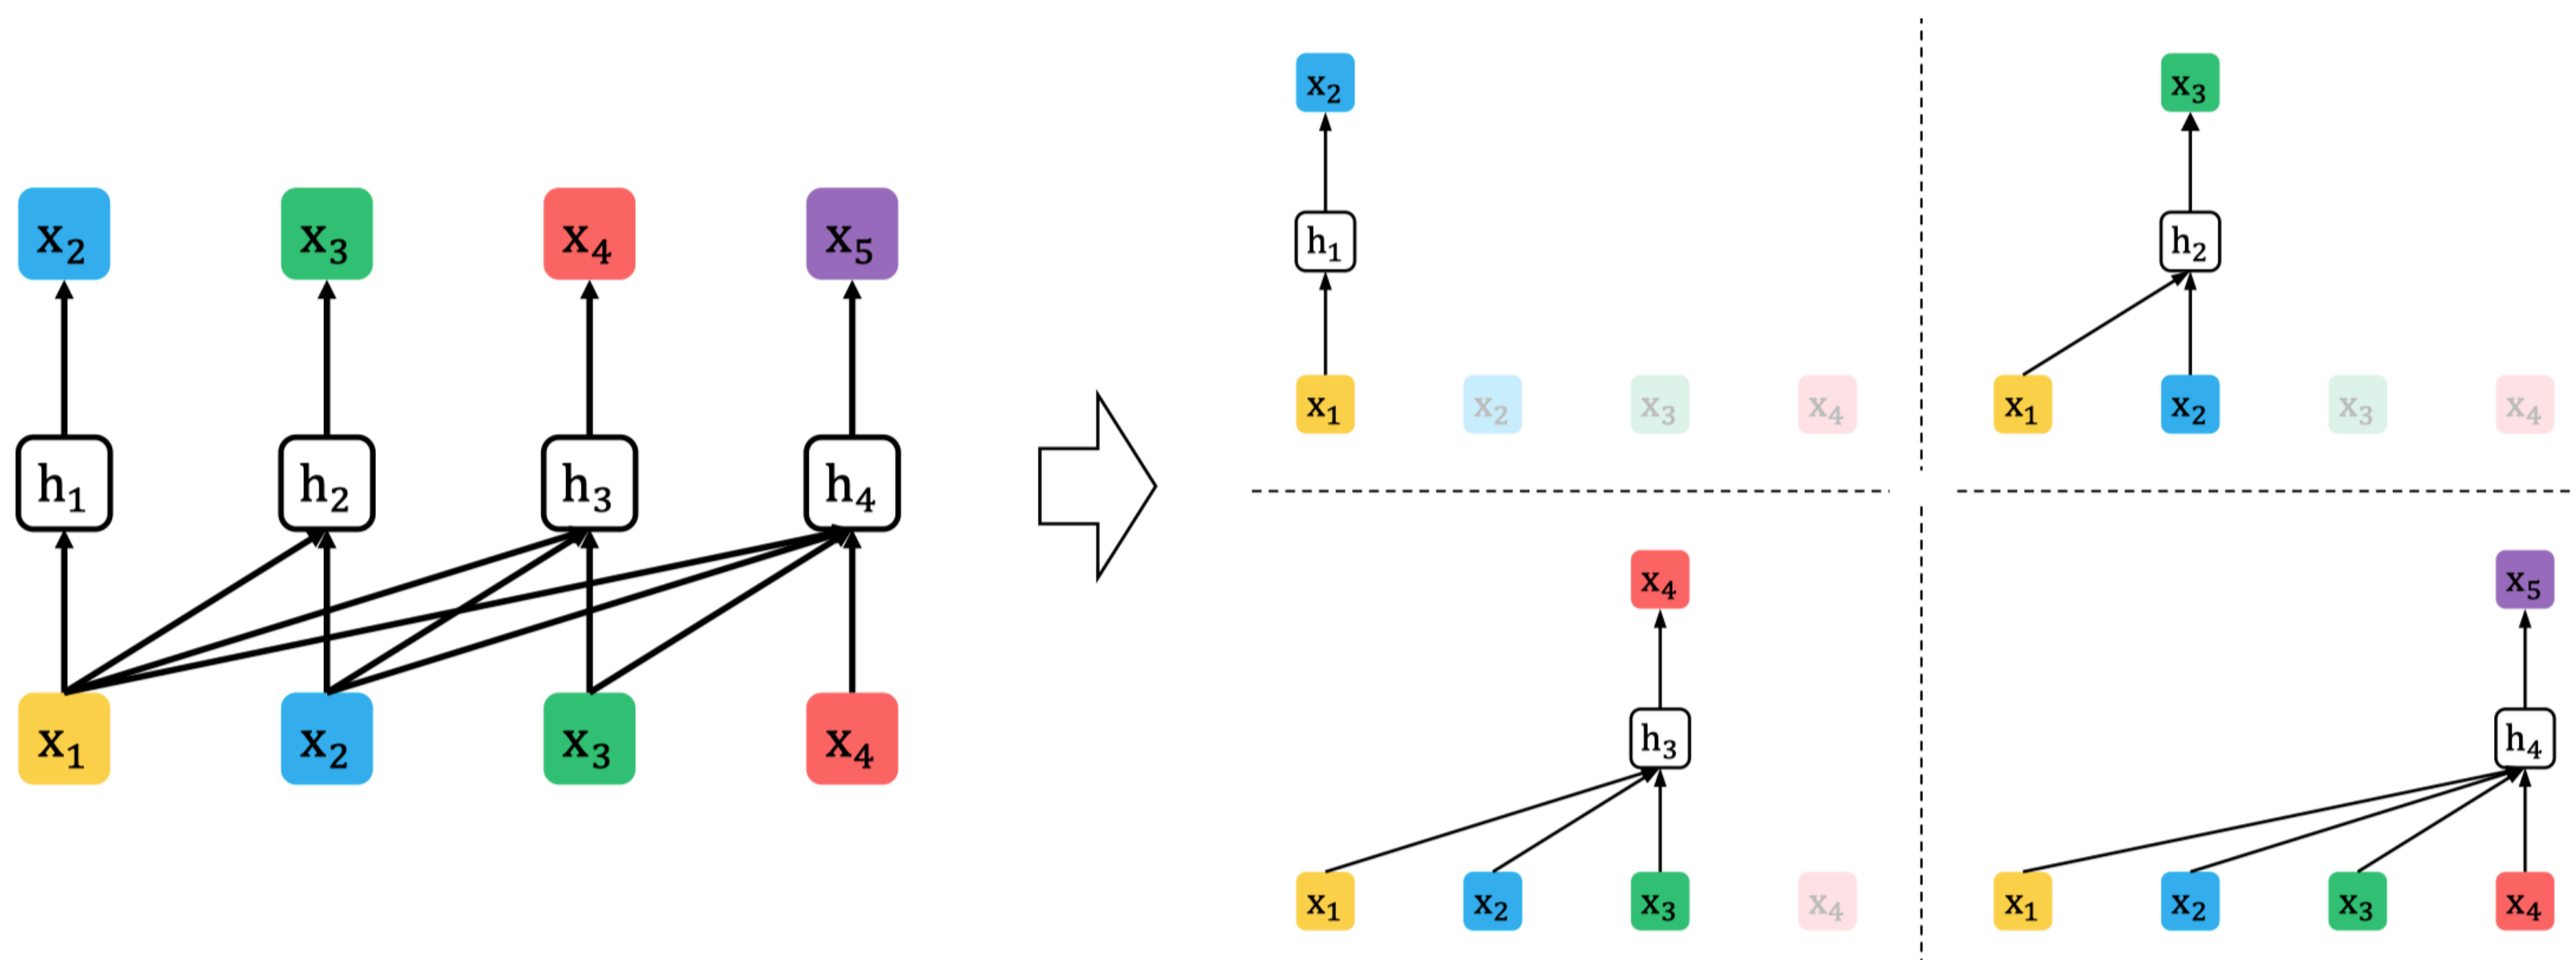 x₂ x₃ x₄ x₅
h₁ h₂ h₃ h₄
x₁ x₂ x₃ x₄
x₂
h₁
x₁ x₂ x₃ x₄
x₃
h₂
x₁ x₂ x₃ x₄
x₄
h₃
x₁ x₂ x₃ x₄
x₅
h₄
x₁ x₂ x₃ x₄